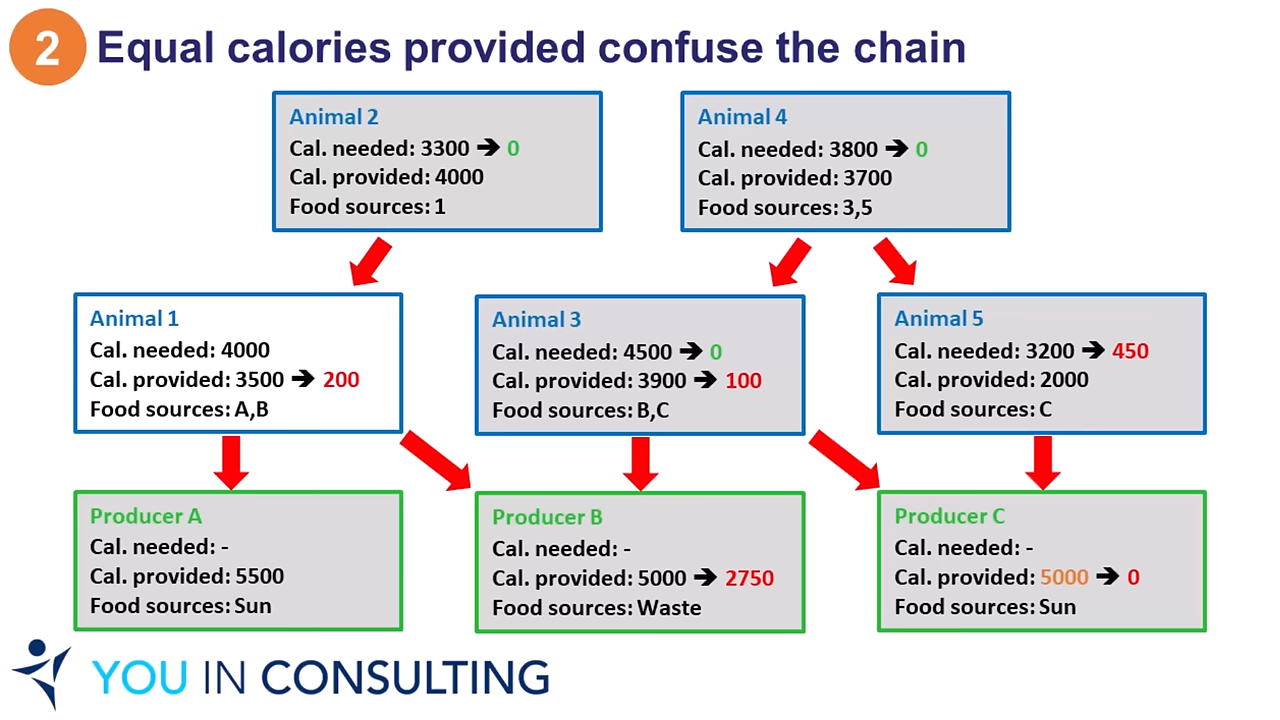 2 Equal calories provided confuse the chain
Animal 2
Cal. needed: 3300 ➔ 0
Cal. provided: 4000
Food sources: 1
Animal 4
Cal. needed: 3800 ➔ 0
Cal. provided: 3700
Food sources: 3,5
Animal 1
Cal. needed: 4000
Cal. provided: 3500 ➔ 200
Food sources: A,B
Animal 3
Cal. needed: 4500 ➔ 0
Cal. provided: 3900 ➔ 100
Food sources: B,C
Animal 5
Cal. needed: 3200 ➔ 450
Cal. provided: 2000
Food sources: C
Producer A
Cal. needed: -
Cal. provided: 5500
Food sources: Sun
Producer B
Cal. needed: -
Cal. provided: 5000 ➔ 2750
Food sources: Waste
Producer C
Cal. needed: -
Cal. provided: 5000 ➔ 0
Food sources: Sun
YOU IN CONSULTING